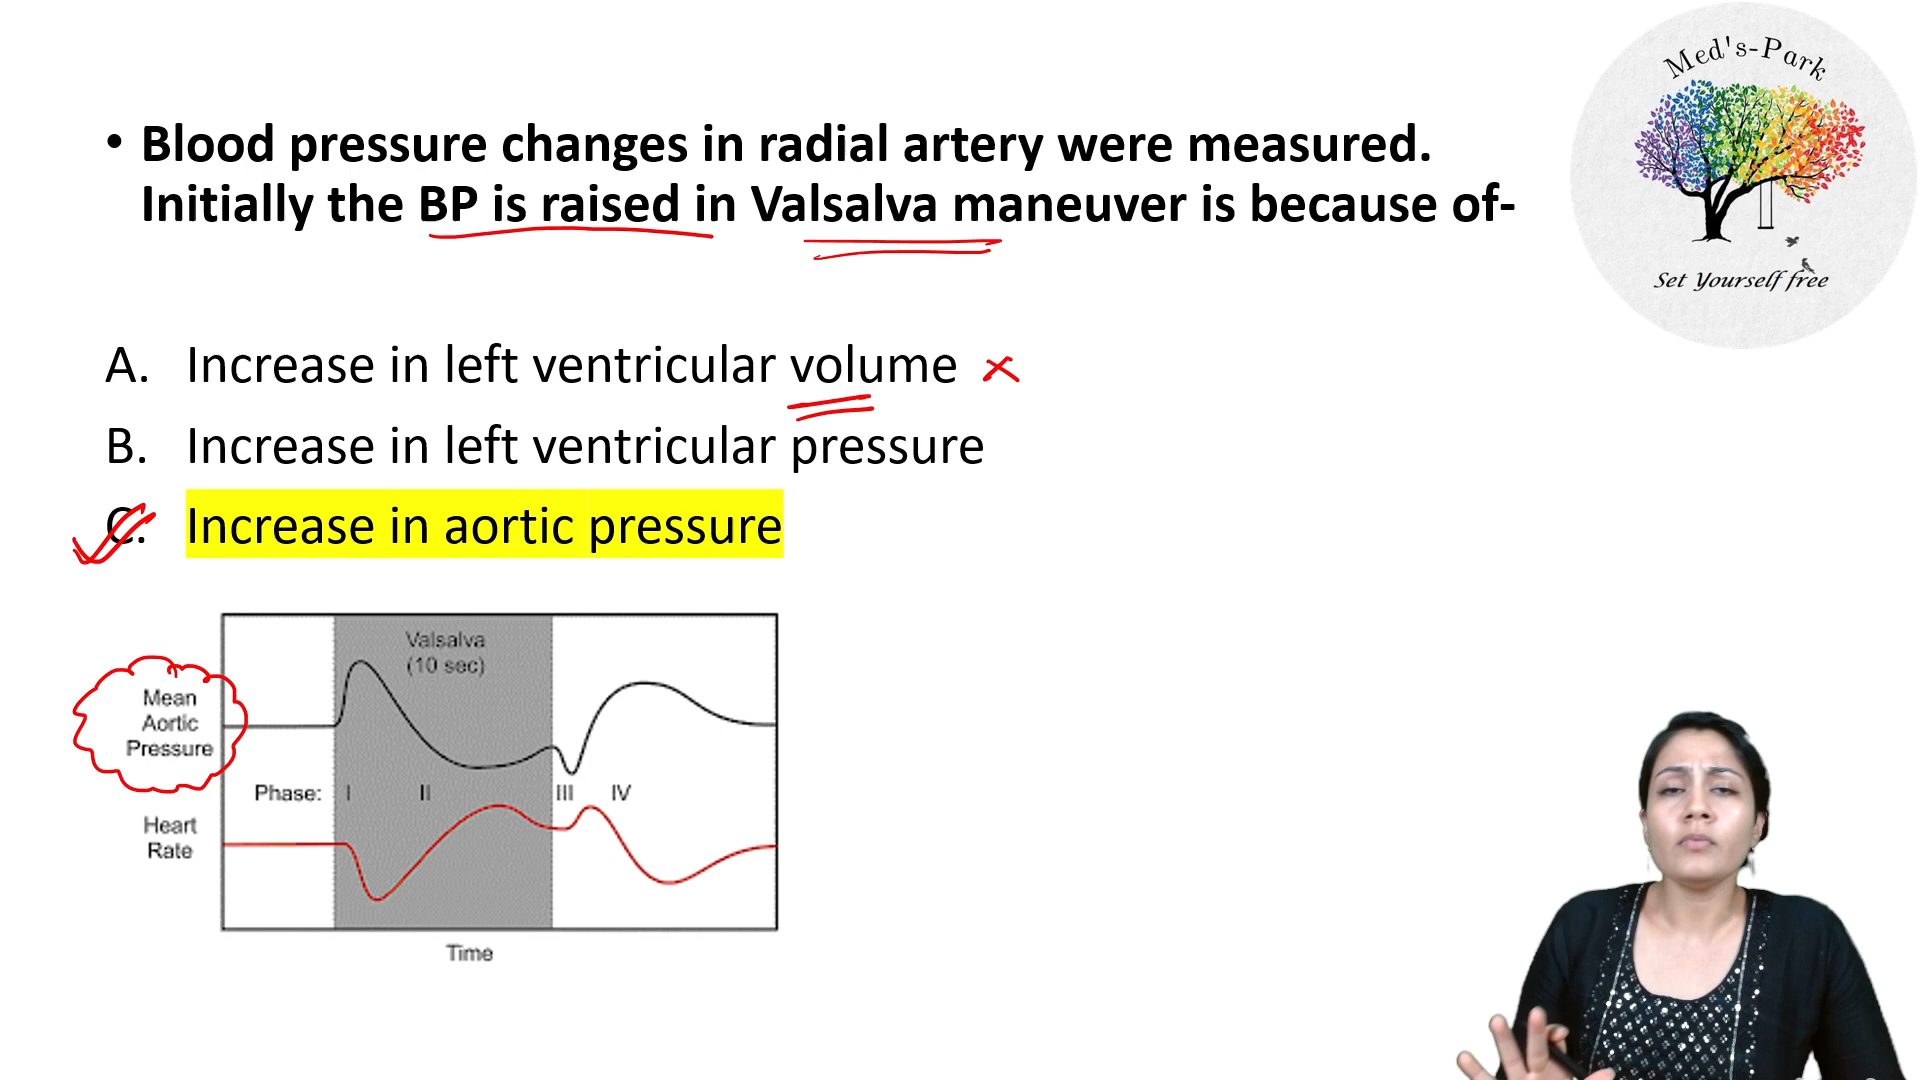 Med's-Park
• Blood pressure changes in radial artery were measured.
Initially the BP is raised in Valsalva maneuver is because of-
Set Yourself free
A. Increase in left ventricular volume
B. Increase in left ventricular pressure
C. Increase in aortic pressure
Valsalva
(10 sec)
Mean
Aortic
Pressure
Phase: I II III IV
Heart
Rate
Time